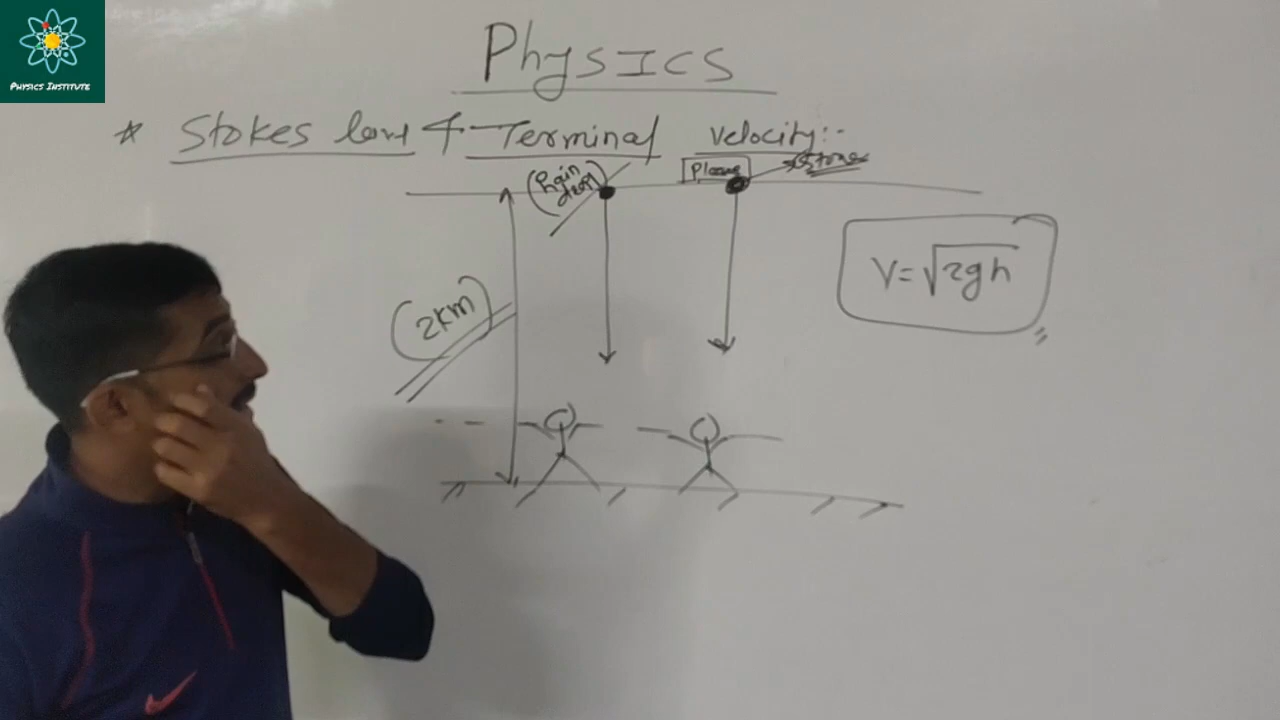 PHYSICS INSTITUTE
Physics
* Stokes law & Terminal Velocity:-
(Rain drop)
Plane
Stone
(2km)
V=√2gh